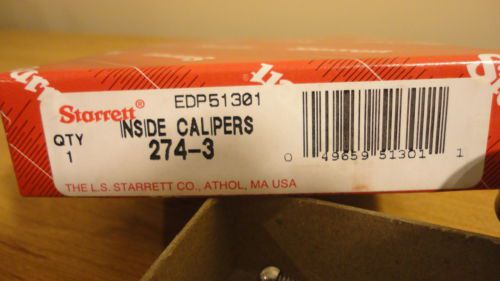 Starrett®
EDP51301
INSIDE CALIPERS
QTY
1
274-3
0 49659 51301 1
THE L.S. STARRETT CO., ATHOL, MA USA